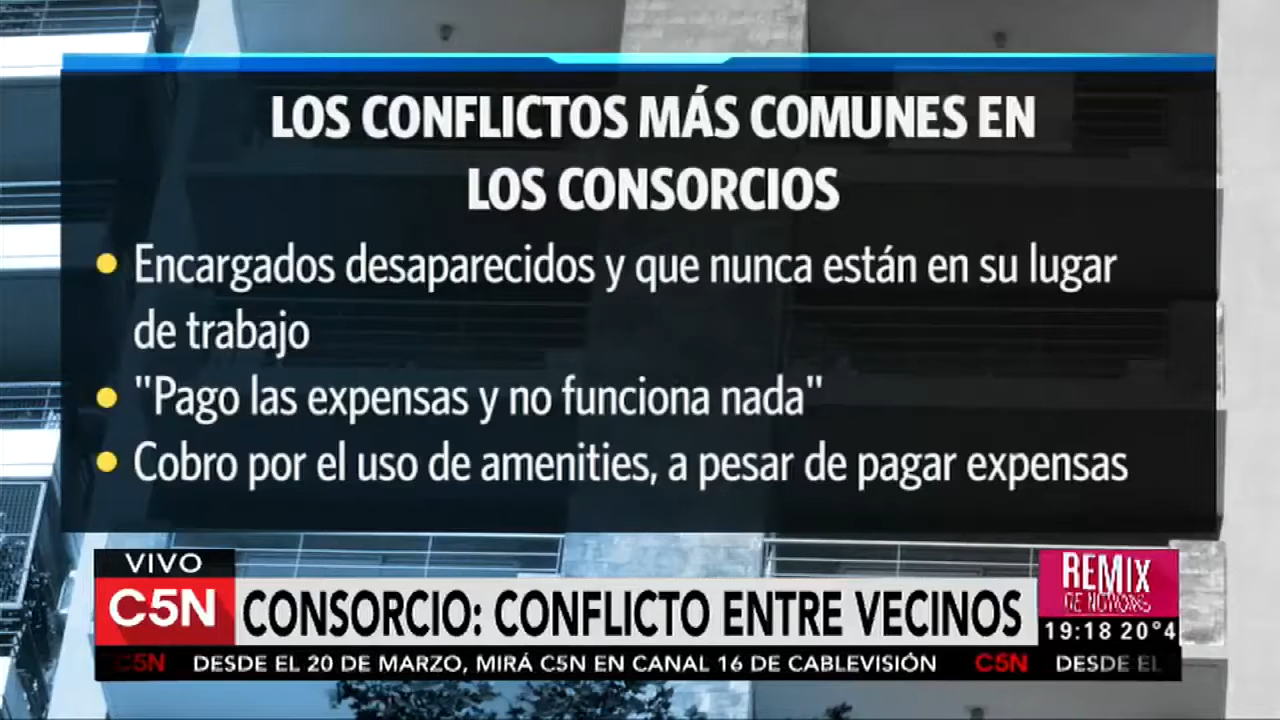 LOS CONFLICTOS MÁS COMUNES EN
LOS CONSORCIOS
Encargados desaparecidos y que nunca están en su lugar
de trabajo
"Pago las expensas y no funciona nada"
Cobro por el uso de amenities, a pesar de pagar expensas
VIVO
C5N
CONSORCIO: CONFLICTO ENTRE VECINOS
REMIX
DE NOTICIAS
19:18 20°4
C5N DESDE EL 20 DE MARZO, MIRÁ C5N EN CANAL 16 DE CABLEVISIÓN C5N DESDE EL